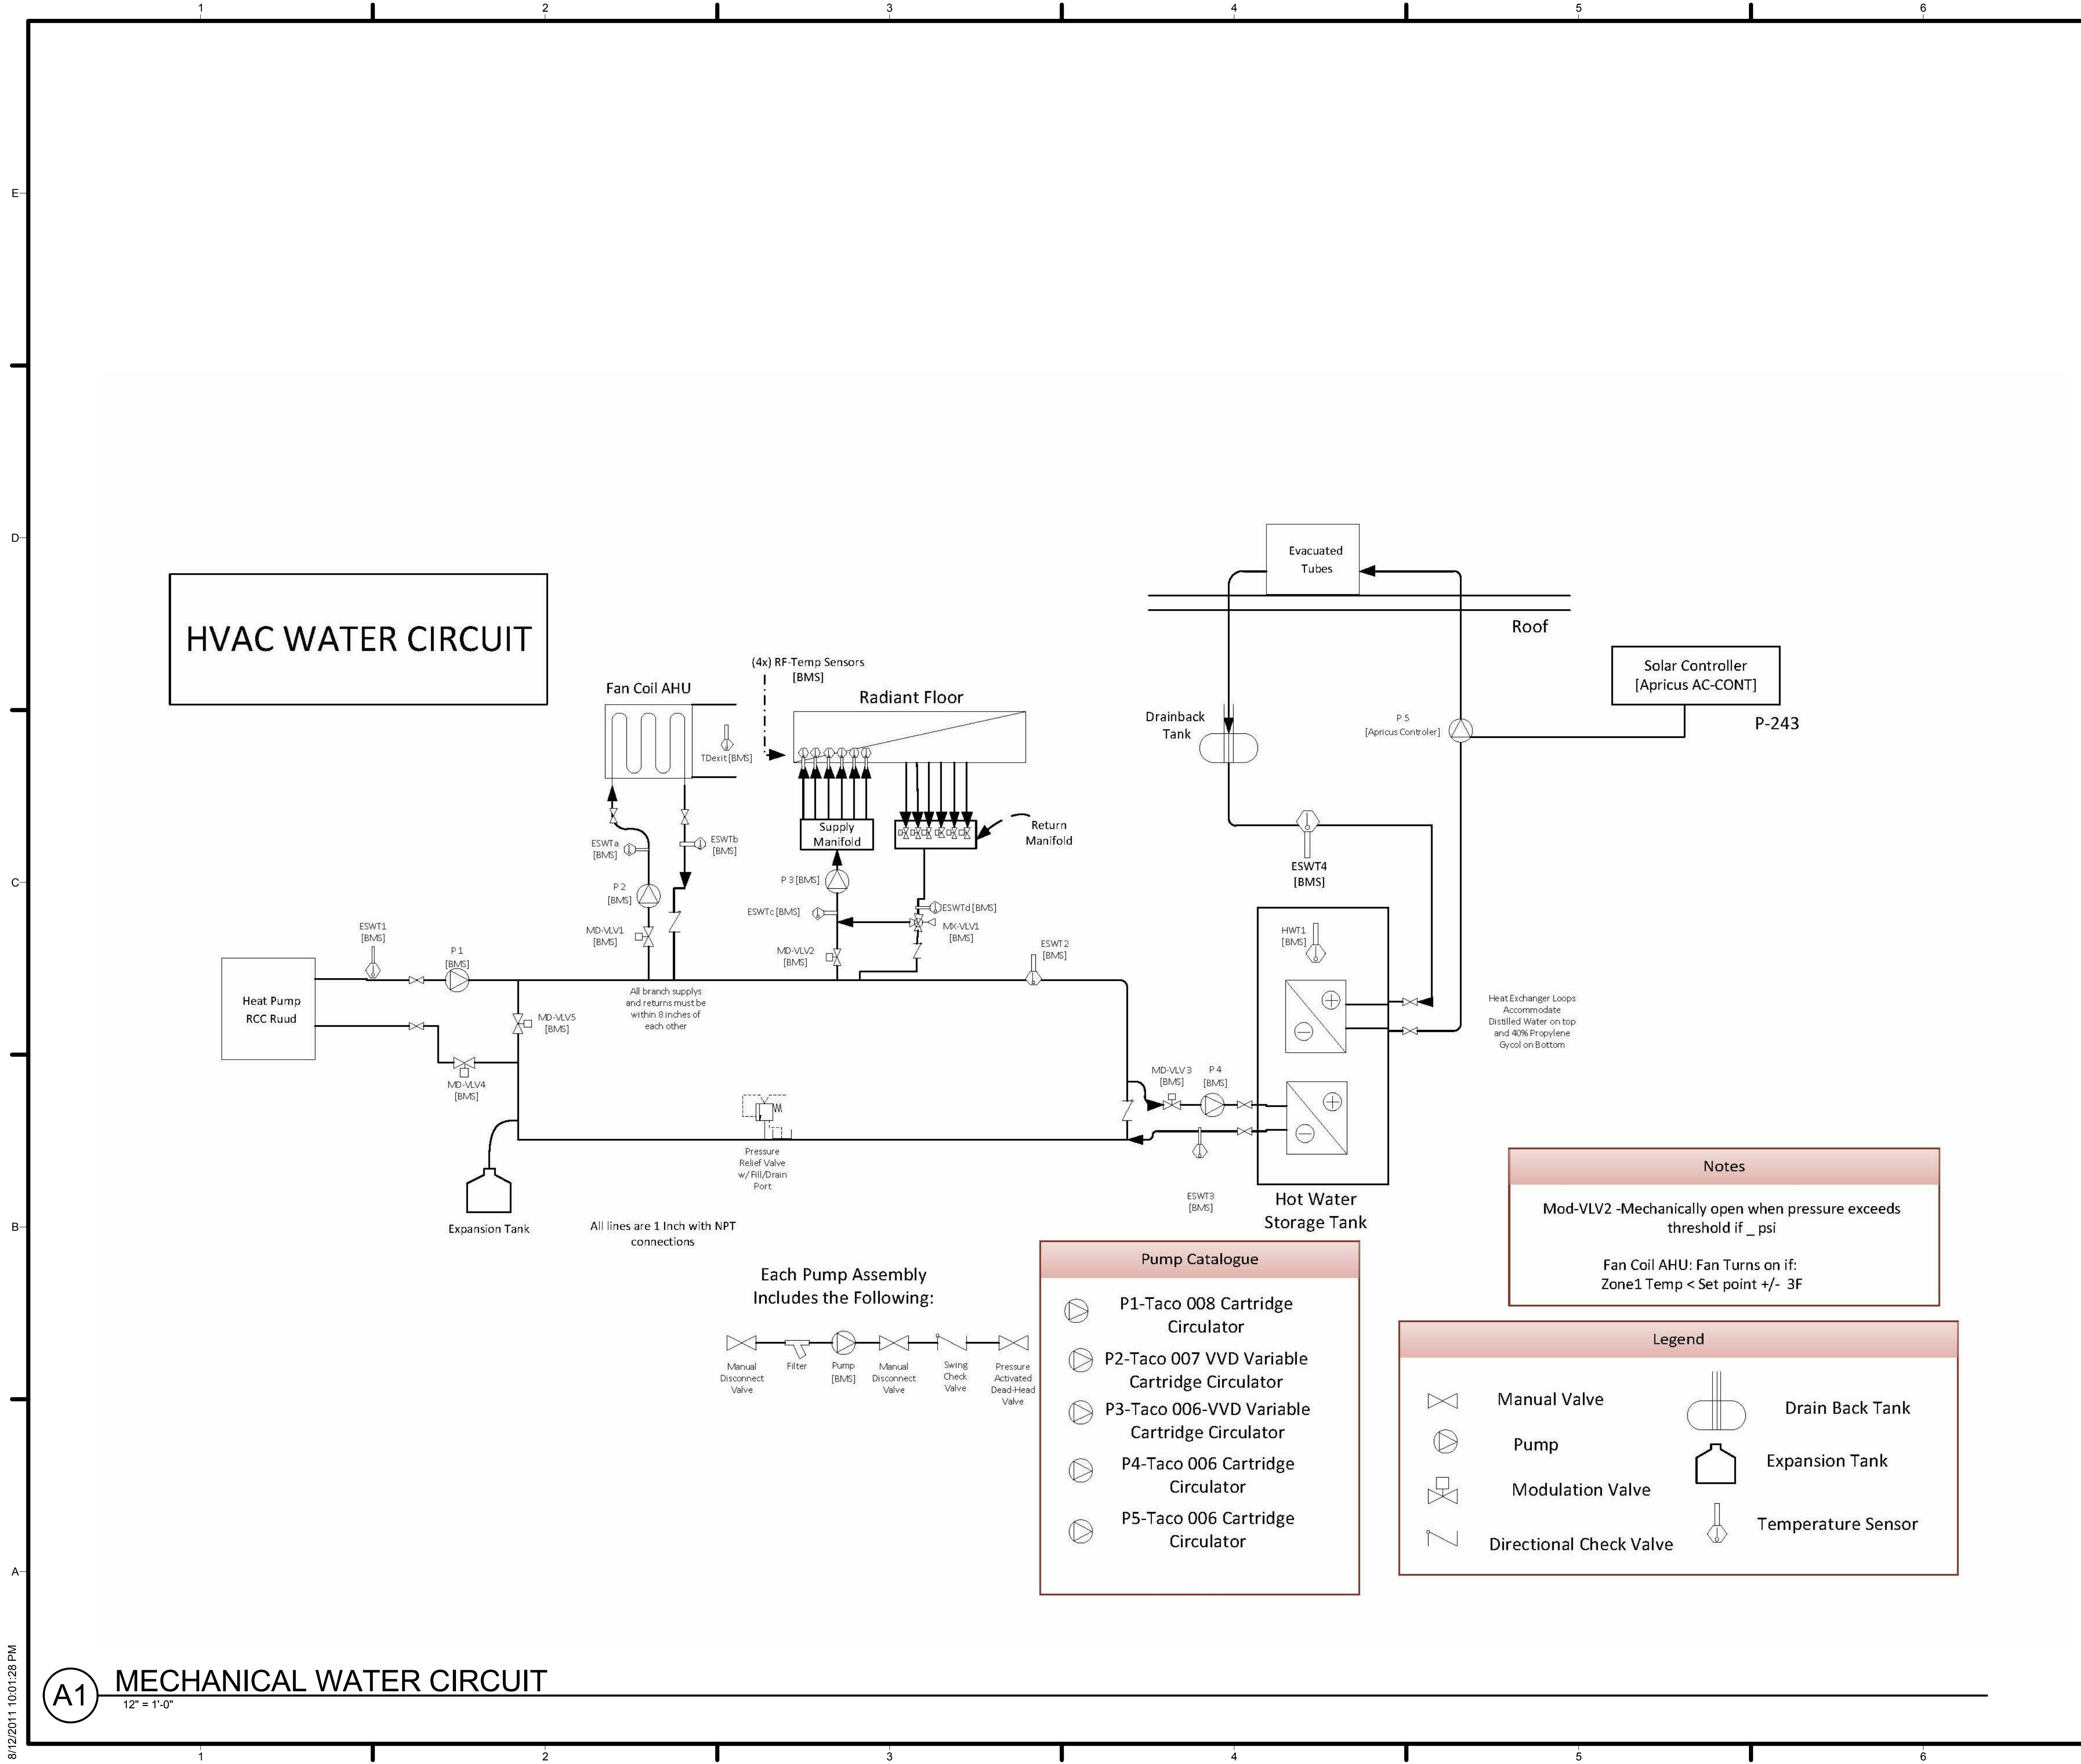 1 2 3 4 5 6
E
D
C
B
A
HVAC WATER CIRCUIT
Evacuated
Tubes
Roof
Solar Controller
[Apricus AC-CONT]
P-243
(4x) RF-Temp Sensors
[BMS]
Fan Coil AHU
Radiant Floor
TDexit [BMS]
Drainback
Tank
P 5
[Apricus Controler]
Supply
Manifold
Return
Manifold
ESWTa
[BMS]
ESWTb
[BMS]
ESWT4
[BMS]
P 2
[BMS]
P 3 [BMS]
ESWTc [BMS]
ESWTd [BMS]
MX-VLV1
[BMS]
MD-VLV1
[BMS]
MD-VLV2
[BMS]
ESWT1
[BMS]
P 1
[BMS]
ESWT2
[BMS]
HWT1
[BMS]
Heat Pump
RCC Ruud
All branch supplys
and returns must be
within 8 inches of
each other
MD-VLV5
[BMS]
Heat Exchanger Loops
Accommodate
Distilled Water on top
and 40% Propylene
Gycol on Bottom
MD-VLV4
[BMS]
MD-VLV 3
[BMS]
P 4
[BMS]
Pressure
Relief Valve
w/ Fill/Drain
Port
ESWT3
[BMS]
Hot Water
Storage Tank
Expansion Tank
All lines are 1 Inch with NPT
connections
Each Pump Assembly
Includes the Following:
Manual
Disconnect
Valve
Filter
Pump
[BMS]
Manual
Disconnect
Valve
Swing
Check
Valve
Pressure
Activated
Dead-Head
Valve
Pump Catalogue
P1-Taco 008 Cartridge
Circulator
P2-Taco 007 VVD Variable
Cartridge Circulator
P3-Taco 006-VVD Variable
Cartridge Circulator
P4-Taco 006 Cartridge
Circulator
P5-Taco 006 Cartridge
Circulator
Notes
Mod-VLV2 -Mechanically open when pressure exceeds
threshold if _ psi
Fan Coil AHU: Fan Turns on if:
Zone1 Temp < Set point +/- 3F
Legend
Manual Valve
Pump
Modulation Valve
Directional Check Valve
Drain Back Tank
Expansion Tank
Temperature Sensor
8/12/2011 10:01:28 PM
A1
MECHANICAL WATER CIRCUIT
12" = 1'-0"
1 2 3 4 5 6